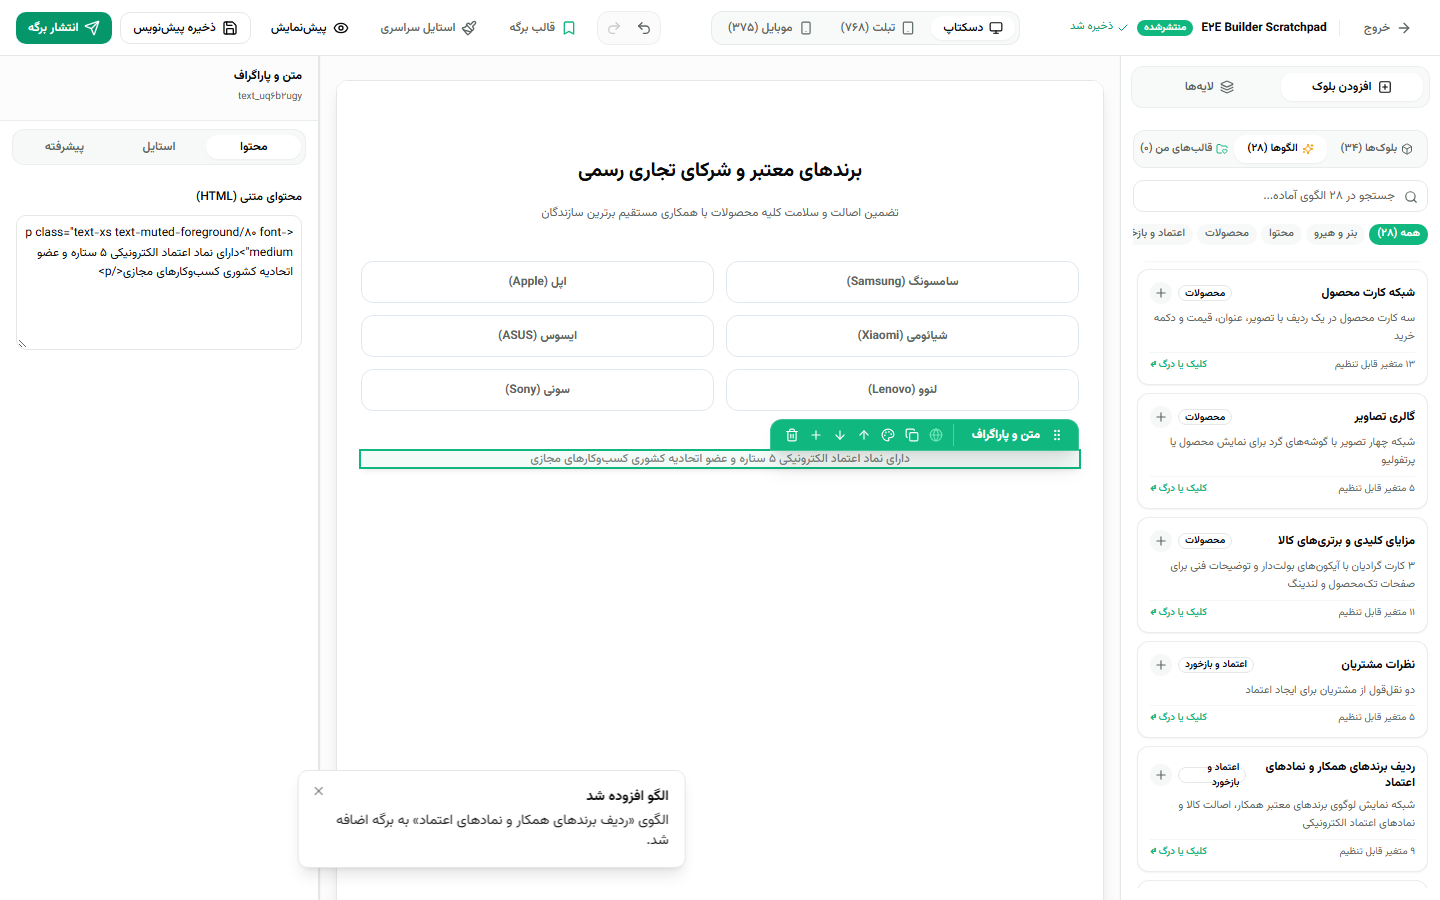 خروج
E2E Builder Scratchpad
منتشرشده
ذخیره شد
دسکتاپ
تبلت (۷۶۸)
موبایل (۳۷۵)
قالب برگه
استایل سراسری
پیش‌نمایش
ذخیره پیش‌نویس
انتشار برگه
افزودن بلوک
لایه‌ها
بلوک‌ها (۳۴)
الگوها (۲۸)
قالب‌های من (۰)
جستجو در ۲۸ الگوی آماده...
همه (۲۸)
بنر و هیرو
محتوا
محصولات
اعتماد و بازخ
شبکه کارت محصول
محصولات
سه کارت محصول در یک ردیف با تصویر، عنوان، قیمت و دکمه
خرید
۱۳ متغیر قابل تنظیم
کلیک یا درگ
گالری تصاویر
محصولات
شبکه چهار تصویر با گوشه‌های گرد برای نمایش محصول یا
پرتفولیو
۵ متغیر قابل تنظیم
کلیک یا درگ
مزایای کلیدی و برتری‌های کالا
محصولات
۳ کارت گرادیان با آیکون‌های بولت‌دار و توضیحات فنی برای
صفحات تک‌محصول و لندینگ
۱۱ متغیر قابل تنظیم
کلیک یا درگ
نظرات مشتریان
اعتماد و بازخورد
دو نقل‌قول از مشتریان برای ایجاد اعتماد
۵ متغیر قابل تنظیم
کلیک یا درگ
ردیف برندهای همکار و نمادهای
اعتماد
اعتماد و
بازخورد
شبکه نمایش لوگوی برندهای معتبر همکار، اصالت کالا و
نمادهای اعتماد الکترونیکی
۹ متغیر قابل تنظیم
کلیک یا درگ
برندهای معتبر و شرکای تجاری رسمی
تضمین اصالت و سلامت کلیه محصولات با همکاری مستقیم برترین سازندگان
سامسونگ (Samsung)
اپل (Apple)
شیائومی (Xiaomi)
ایسوس (ASUS)
لنوو (Lenovo)
سونی (Sony)
متن و پاراگراف
دارای نماد اعتماد الکترونیکی ۵ ستاره و عضو اتحادیه کشوری کسب‌وکارهای مجازی
الگو افزوده شد
الگوی «ردیف برندهای همکار و نمادهای اعتماد» به برگه اضافه
شد.
متن و پاراگراف
text_uq6b2ugy
محتوا
استایل
پیشرفته
محتوای متنی (HTML)
<p class="text-xs text-muted-foreground/۸۰ font-
medium">دارای نماد اعتماد الکترونیکی ۵ ستاره و عضو
اتحادیه کشوری کسب‌وکارهای مجازی</p>